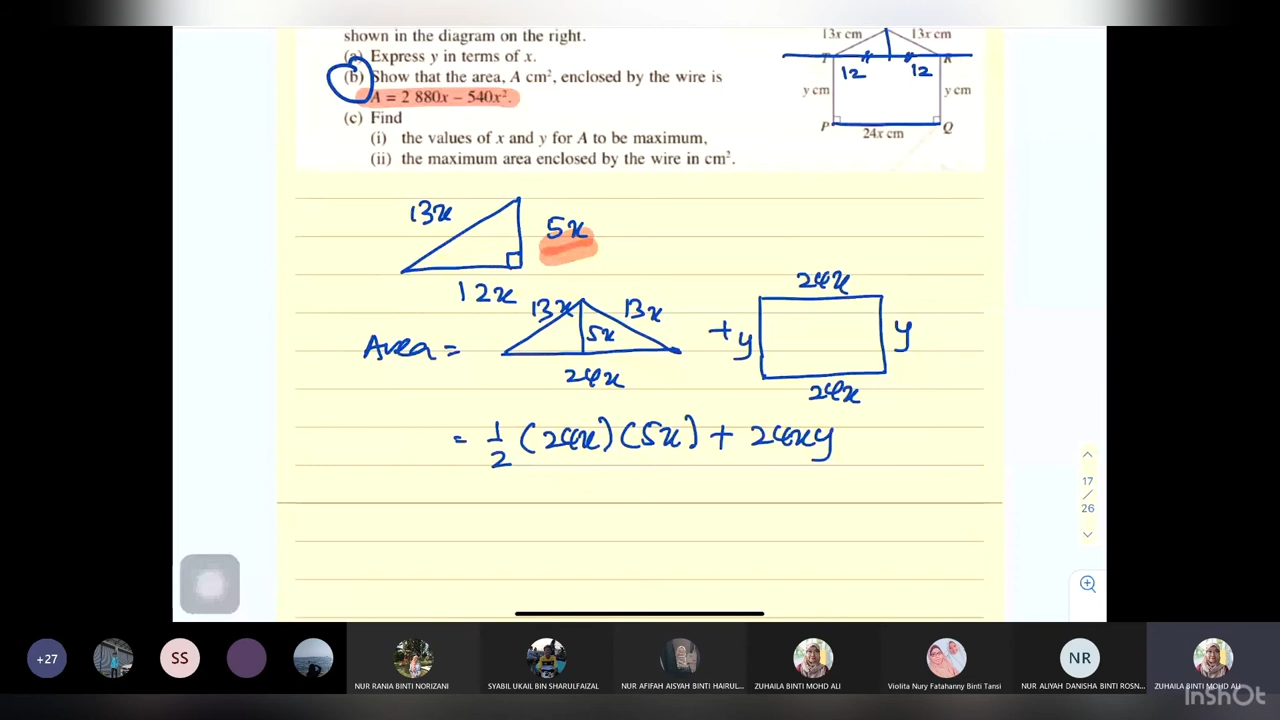 shown in the diagram on the right.
(a) Express y in terms of x.
(b) Show that the area, A cm², enclosed by the wire is
A = 2 880x – 540x².
(c) Find
(i) the values of x and y for A to be maximum,
(ii) the maximum area enclosed by the wire in cm².
13x cm 13x cm
T R
12 12
y cm y cm
P Q
24x cm
13x
5x
12x
Area =
13x 13x
5x
24x
+
24x
y y
24x
= 1/2 (24x)(5x) + 24xy
17
/
26
+27
SS
NR
NUR RANIA BINTI NORIZANI
SYABIL UKAIL BIN SHARULFAIZAL
NUR AFIFAH AISYAH BINTI HAIRUL...
ZUHAILA BINTI MOHD ALI
Violita Nury Fatahanny Binti Tansi
NUR ALIYAH DANISHA BINTI ROSN...
ZUHAILA BINTI MOHD ALI
InShOt